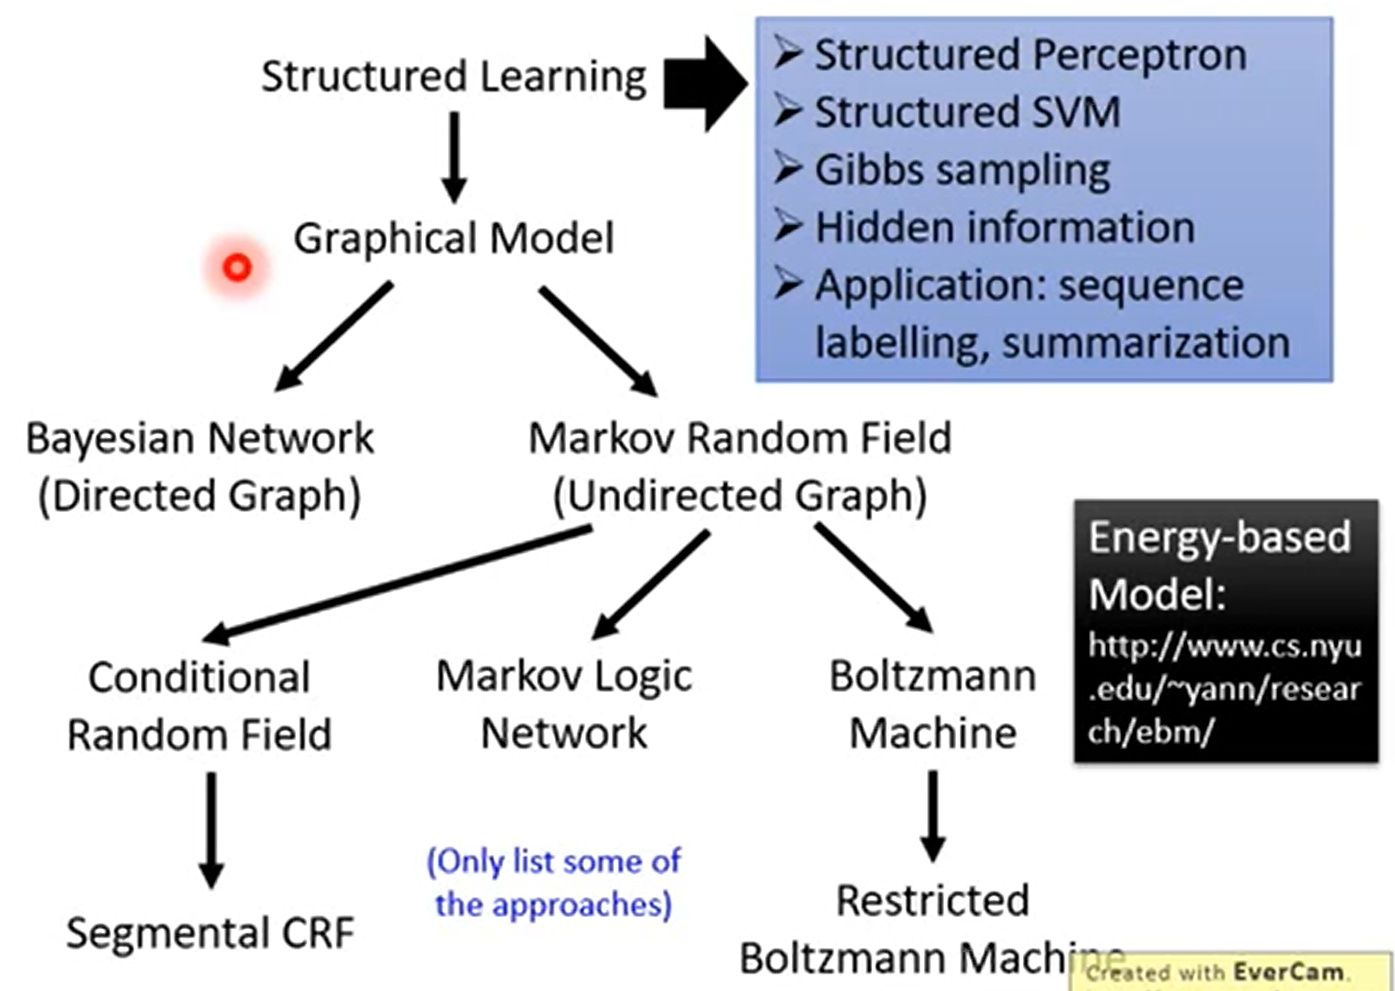 Structured Learning
Structured Perceptron
Structured SVM
Gibbs sampling
Hidden information
Application: sequence
labelling, summarization
Graphical Model
Bayesian Network
(Directed Graph)
Markov Random Field
(Undirected Graph)
Energy-based
Model:
http://www.cs.nyu
.edu/~yann/resear
ch/ebm/
Conditional
Random Field
Markov Logic
Network
Boltzmann
Machine
(Only list some of
the approaches)
Segmental CRF
Restricted
Boltzmann Machine
Created with EverCam.